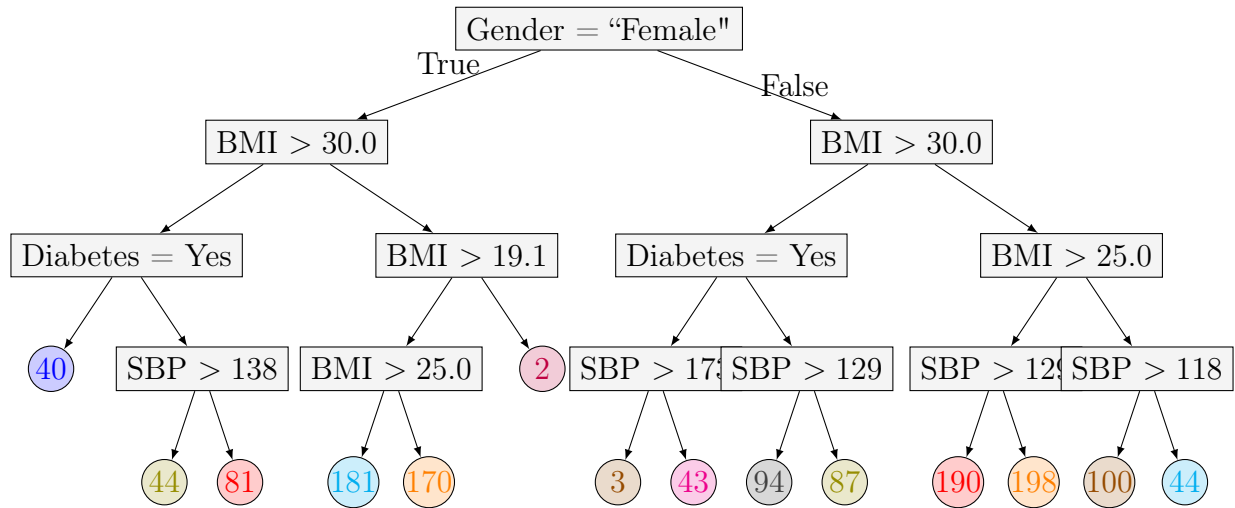 Gender = “Female"
True
False
BMI > 30.0
BMI > 30.0
Diabetes = Yes
BMI > 19.1
Diabetes = Yes
BMI > 25.0
40
SBP > 138
BMI > 25.0
2
SBP >
SBP > 129
SBP >
SBP > 118
44
81
181
170
3
43
94
87
190
198
100
44